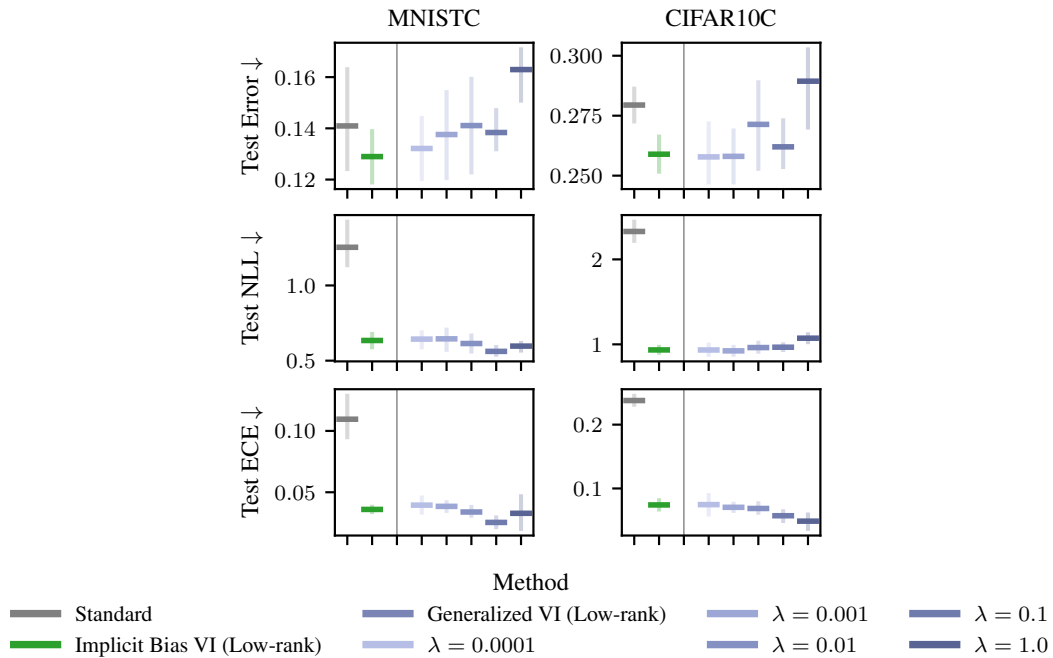 MNISTC
CIFAR10C
Test Error ↓
0.16
0.14
0.12
0.300
0.275
0.250
Test NLL ↓
1.0
0.5
2
1
Test ECE ↓
0.10
0.05
0.2
0.1
Method
Standard
Implicit Bias VI (Low-rank)
Generalized VI (Low-rank)
λ = 0.0001
λ = 0.001
λ = 0.01
λ = 0.1
λ = 1.0